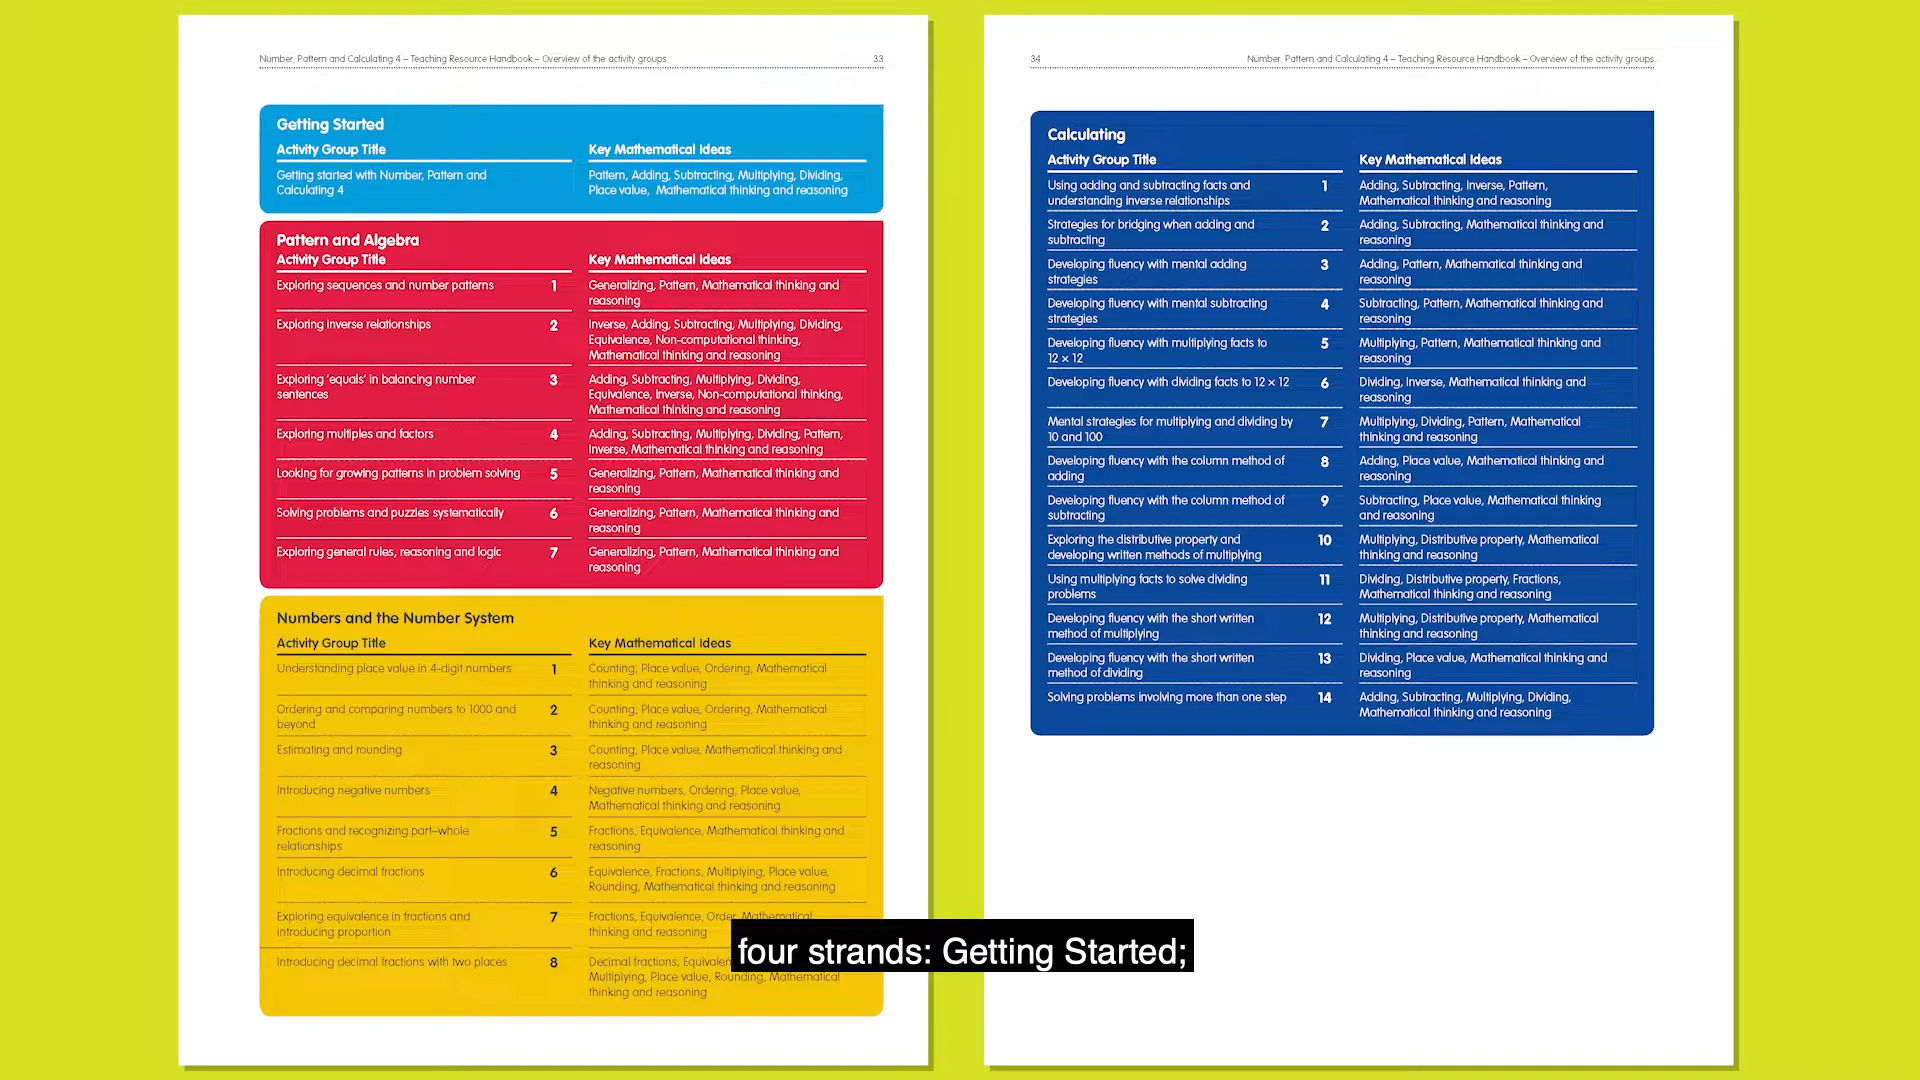 Number, Pattern and Calculating 4 – Teaching Resource Handbook – Overview of the activity groups 33
Getting Started
Activity Group Title Key Mathematical Ideas
Getting started with Number, Pattern and Pattern, Adding, Subtracting, Multiplying, Dividing,
Calculating 4 Place value, Mathematical thinking and reasoning
Pattern and Algebra
Activity Group Title Key Mathematical Ideas
Exploring sequences and number patterns 1 Generalizing, Pattern, Mathematical thinking and
reasoning
Exploring inverse relationships 2 Inverse, Adding, Subtracting, Multiplying, Dividing,
Equivalence, Non-computational thinking,
Mathematical thinking and reasoning
Exploring ‘equals’ in balancing number 3 Adding, Subtracting, Multiplying, Dividing,
sentences Equivalence, Inverse, Non-computational thinking,
Mathematical thinking and reasoning
Exploring multiples and factors 4 Adding, Subtracting, Multiplying, Dividing, Pattern,
Inverse, Mathematical thinking and reasoning
Looking for growing patterns in problem solving 5 Generalizing, Pattern, Mathematical thinking and
reasoning
Solving problems and puzzles systematically 6 Generalizing, Pattern, Mathematical thinking and
reasoning
Exploring general rules, reasoning and logic 7 Generalizing, Pattern, Mathematical thinking and
reasoning
Numbers and the Number System
Activity Group Title Key Mathematical Ideas
Understanding place value in 4-digit numbers 1 Counting, Place value, Ordering, Mathematical
thinking and reasoning
Ordering and comparing numbers to 1000 and 2 Counting, Place value, Ordering, Mathematical
beyond thinking and reasoning
Estimating and rounding 3 Counting, Place value, Mathematical thinking and
reasoning
Introducing negative numbers 4 Negative numbers, Ordering, Place value,
Mathematical thinking and reasoning
Fractions and recognizing part–whole 5 Fractions, Equivalence, Mathematical thinking and
relationships reasoning
Introducing decimal fractions 6 Equivalence, Fractions, Multiplying, Place value,
Rounding, Mathematical thinking and reasoning
Exploring equivalence in fractions and 7 Fractions, Equivalence, Order, Mathematical
introducing proportion thinking and reasoning
Introducing decimal fractions with two places 8 Decimal fractions,
Multiplying, Place value, Rounding, Mathematical
thinking and reasoning
34 Number, Pattern and Calculating 4 – Teaching Resource Handbook – Overview of the activity groups
Calculating
Activity Group Title Key Mathematical Ideas
Using adding and subtracting facts and 1 Adding, Subtracting, Inverse, Pattern,
understanding inverse relationships Mathematical thinking and reasoning
Strategies for bridging when adding and 2 Adding, Subtracting, Mathematical thinking and
subtracting reasoning
Developing fluency with mental adding 3 Adding, Pattern, Mathematical thinking and
strategies reasoning
Developing fluency with mental subtracting 4 Subtracting, Pattern, Mathematical thinking and
strategies reasoning
Developing fluency with multiplying facts to 5 Multiplying, Pattern, Mathematical thinking and
12 × 12 reasoning
Developing fluency with dividing facts to 12 × 12 6 Dividing, Inverse, Mathematical thinking and
reasoning
Mental strategies for multiplying and dividing by 7 Multiplying, Dividing, Pattern, Mathematical
10 and 100 thinking and reasoning
Developing fluency with the column method of 8 Adding, Place value, Mathematical thinking and
adding reasoning
Developing fluency with the column method of 9 Subtracting, Place value, Mathematical thinking
subtracting and reasoning
Exploring the distributive property and 10 Multiplying, Distributive property, Mathematical
developing written methods of multiplying thinking and reasoning
Using multiplying facts to solve dividing 11 Dividing, Distributive property, Fractions,
problems Mathematical thinking and reasoning
Developing fluency with the short written 12 Multiplying, Distributive property, Mathematical
method of multiplying thinking and reasoning
Developing fluency with the short written 13 Dividing, Place value, Mathematical thinking and
method of dividing reasoning
Solving problems involving more than one step 14 Adding, Subtracting, Multiplying, Dividing,
Mathematical thinking and reasoning
four strands: Getting Started;